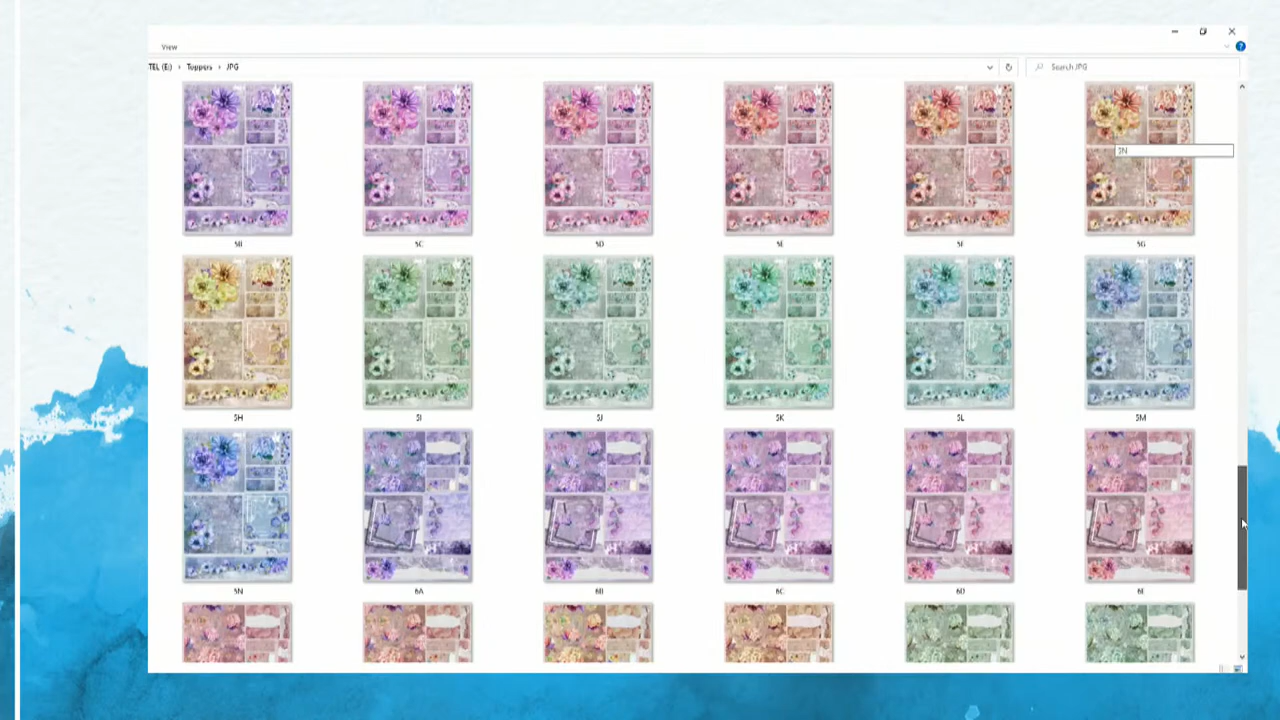 View
TEL (E:) › Toppers › JPG
Search JPG
5N
5B 5C 5D 5E 5F 5G
5H 5I 5J 5K 5L 5M
5N 6A 6B 6C 6D 6E